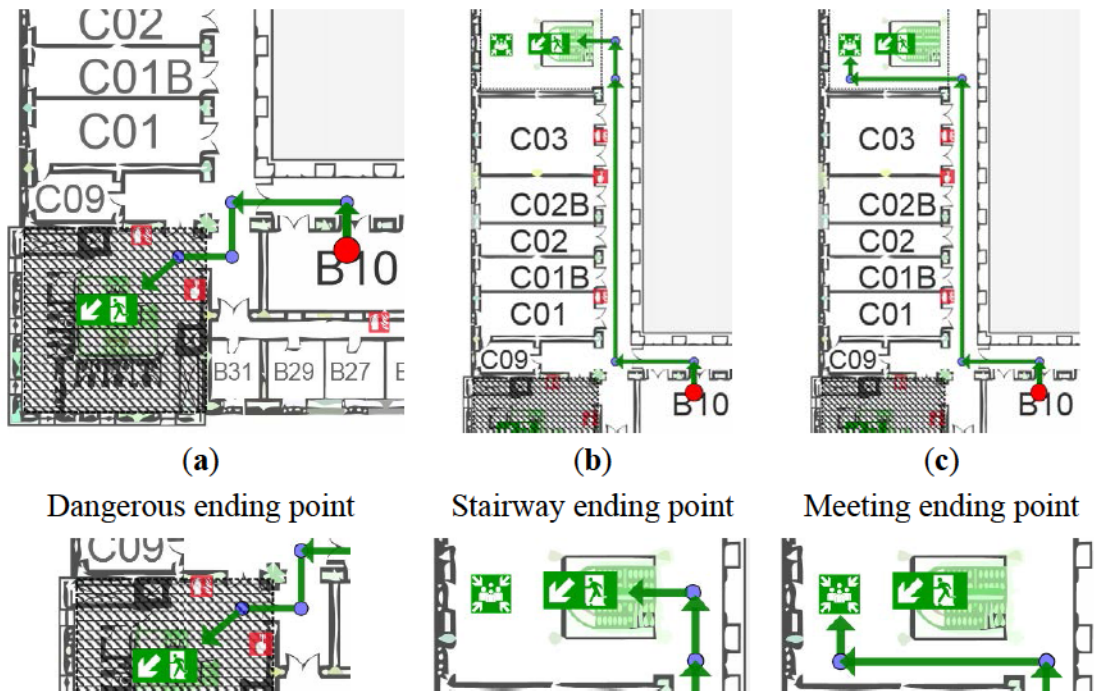 C02
C01B
C01
C09
B10
B31
B29
B27
(a)
Dangerous ending point
C09
C03
C02B
C02
C01B
C01
C09
B10
(b)
Stairway ending point
C03
C02B
C02
C01B
C01
C09
B10
(c)
Meeting ending point